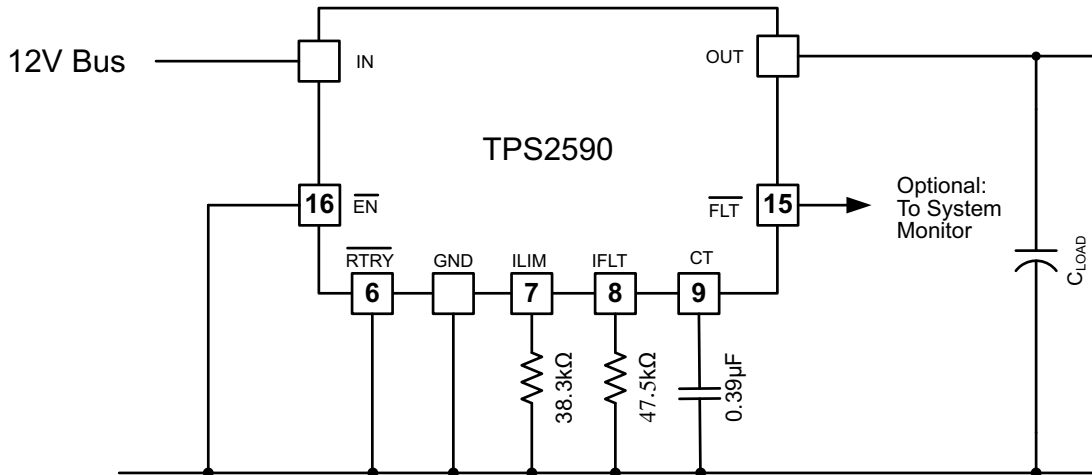 12V Bus
IN
OUT
TPS2590
16
EN
FLT
15
Optional:
To System
Monitor
RTRY
GND
ILIM
IFLT
CT
6
7
8
9
38.3kΩ
47.5kΩ
0.39µF
CLOAD